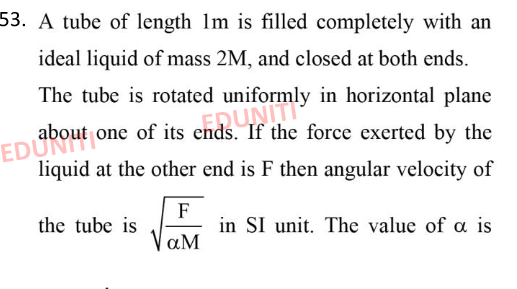 53. A tube of length 1m is filled completely with an
ideal liquid of mass 2M, and closed at both ends.
The tube is rotated uniformly in horizontal plane
EDUNITI
about one of its ends. If the force exerted by the
EDUNITI
liquid at the other end is F then angular velocity of
the tube is √(F/αM) in SI unit. The value of α is